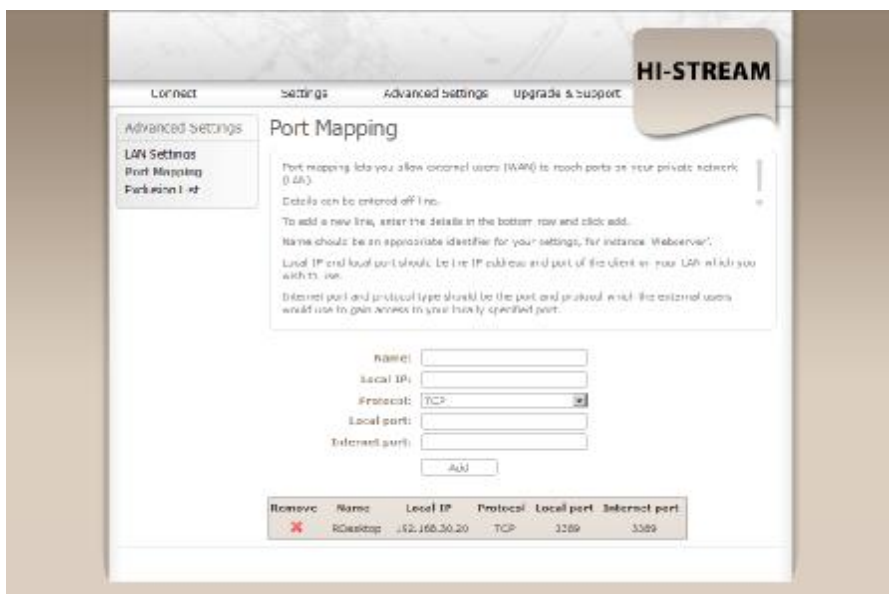 HI-STREAM
Connect Settings Advanced Settings Upgrade & Support
Advanced Settings
LAN Settings
Port Mapping
Exclusion List
Port Mapping
Port mapping lets you allow external users (WAN) to reach ports on your private network
(LAN).
Details can be entered off line.
To add a new line, enter the details in the bottom row and click add.
Name should be an appropriate identifier for your settings, for instance 'Webserver'.
Local IP and local port should be the IP address and port of the client on your LAN which you
wish to use.
Internet port and protocol type should be the port and protocol which the external users
would use to gain access to your locally specified port.
Name:
Local IP:
Protocol: TCP
Local port:
Internet port:
Add
Remove Name Local IP Protocol Local port Internet port
RDesktop 192.168.30.20 TCP 3389 3389